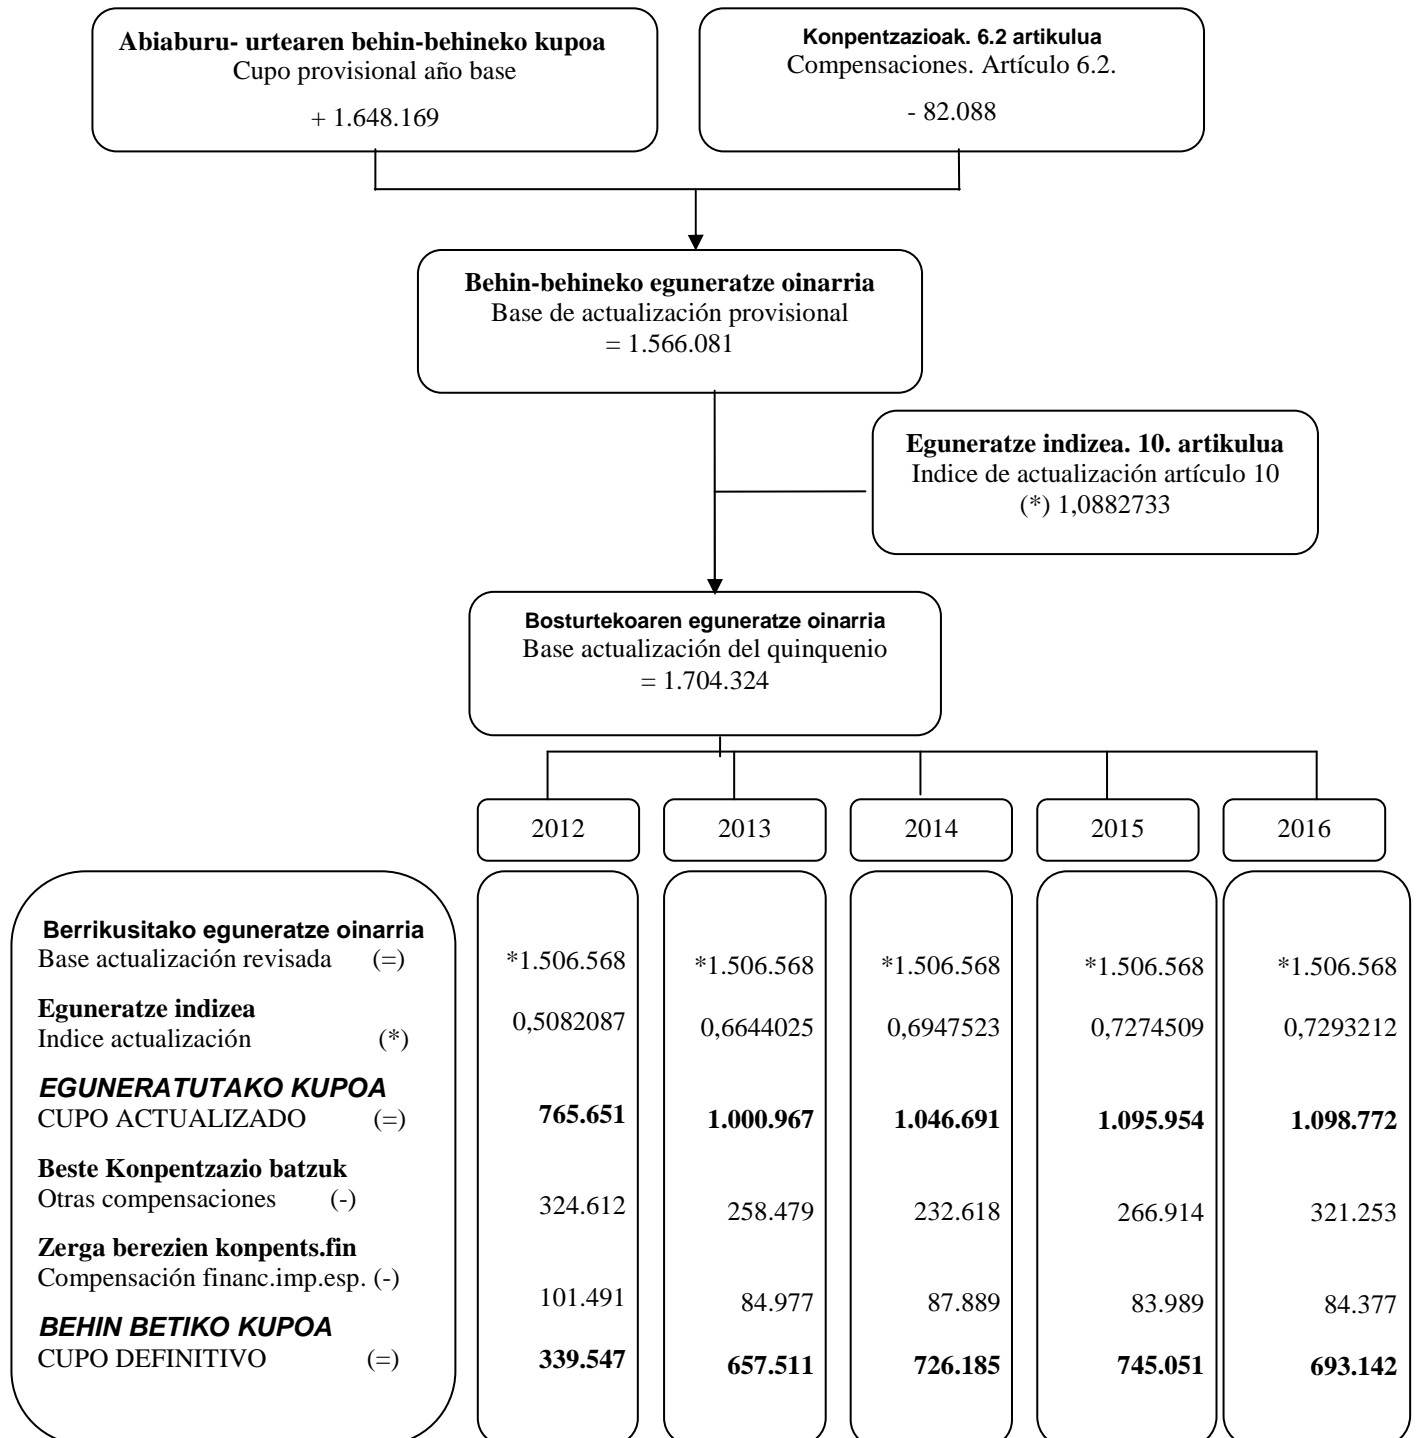 Abiaburu- urtearen behin-behineko kupoa
Cupo provisional año base
+ 1.648.169
Konpentzazioak. 6.2 artikulua
Compensaciones. Artículo 6.2.
- 82.088
Behin-behineko eguneratze oinarria
Base de actualización provisional
= 1.566.081
Eguneratze indizea. 10. artikulua
Indice de actualización artículo 10
(*) 1,0882733
Bosturtekoaren eguneratze oinarria
Base actualización del quinquenio
= 1.704.324
2012 2013 2014 2015 2016
Berrikusitako eguneratze oinarria
Base actualización revisada (=) *1.506.568 *1.506.568 *1.506.568 *1.506.568 *1.506.568
Eguneratze indizea
Indice actualización (*) 0,5082087 0,6644025 0,6947523 0,7274509 0,7293212
EGUNERATUTAKO KUPOA
CUPO ACTUALIZADO (=) 765.651 1.000.967 1.046.691 1.095.954 1.098.772
Beste Konpentzazio batzuk
Otras compensaciones (-) 324.612 258.479 232.618 266.914 321.253
Zerga berezien konpents.fin
Compensación financ.imp.esp. (-) 101.491 84.977 87.889 83.989 84.377
BEHIN BETIKO KUPOA
CUPO DEFINITIVO (=) 339.547 657.511 726.185 745.051 693.142